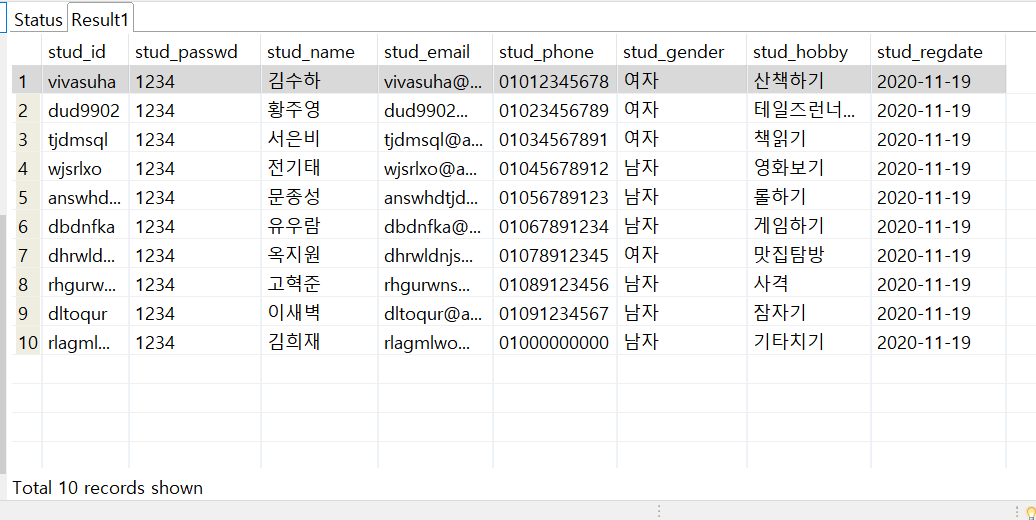 Status Result1
stud_id stud_passwd stud_name stud_email stud_phone stud_gender stud_hobby stud_regdate
1 vivasuha 1234 김수하 vivasuha@... 01012345678 여자 산책하기 2020-11-19
2 dud9902 1234 황주영 dud9902... 01023456789 여자 테일즈런너... 2020-11-19
3 tjdmsql 1234 서은비 tjdmsql@a... 01034567891 여자 책읽기 2020-11-19
4 wjsrlxo 1234 전기태 wjsrlxo@a... 01045678912 남자 영화보기 2020-11-19
5 answhd... 1234 문종성 answhdtjd... 01056789123 남자 롤하기 2020-11-19
6 dbdnfka 1234 유우람 dbdnfka@... 01067891234 남자 게임하기 2020-11-19
7 dhrwld... 1234 옥지원 dhrwldnjs... 01078912345 여자 맛집탐방 2020-11-19
8 rhgurw... 1234 고혁준 rhgurwns... 01089123456 남자 사격 2020-11-19
9 dltoqur 1234 이새벽 dltoqur@a... 01091234567 남자 잠자기 2020-11-19
10 rlagml... 1234 김희재 rlagmlwo... 01000000000 남자 기타치기 2020-11-19
Total 10 records shown